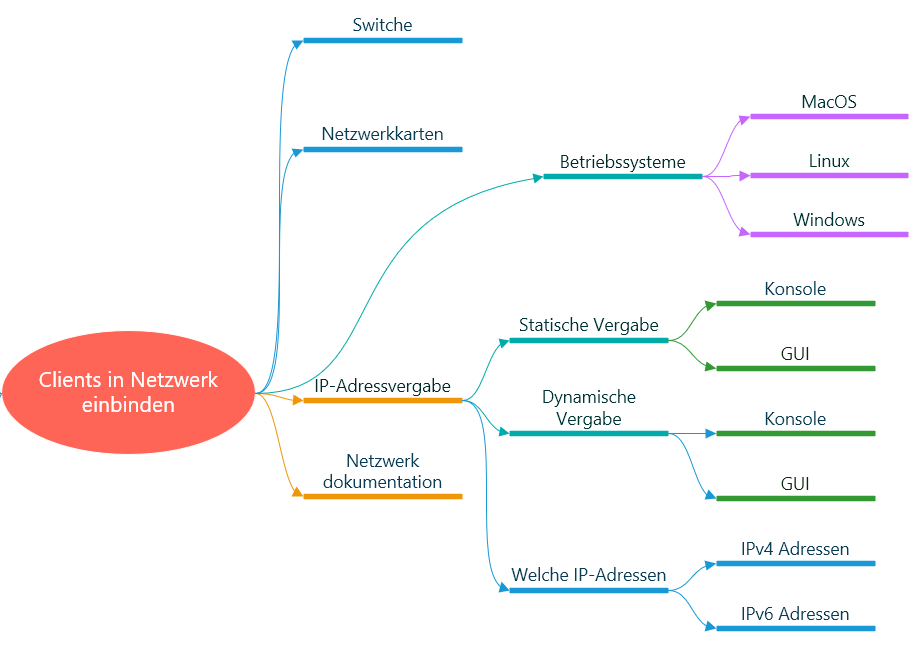 Clients in Netzwerk
einbinden
Switche
Netzwerkkarten
Betriebssysteme
MacOS
Linux
Windows
IP-Adressvergabe
Statische Vergabe
Konsole
GUI
Dynamische
Vergabe
Konsole
GUI
Welche IP-Adressen
IPv4 Adressen
IPv6 Adressen
Netzwerk
dokumentation